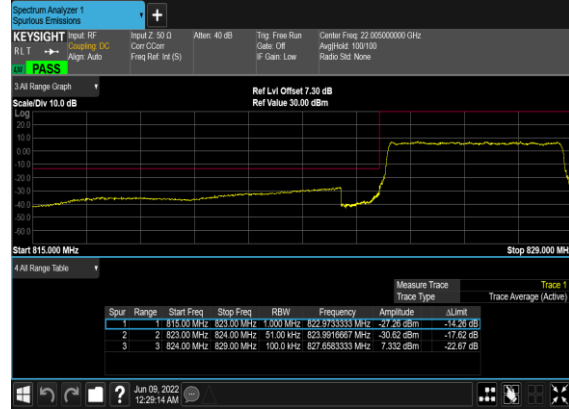 Spectrum Analyzer 1
Spurious Emissions
+
KEYSIGHT Input: RF Input Z: 50 Ω Atten: 40 dB Trig: Free Run Center Freq: 22.005000000 GHz
RLT Coupling: DC Corr CCorr Gate: Off Avg|Hold: 100/100
Align: Auto Freq Ref: Int (S) IF Gain: Low Radio Std: None
LM PASS
3 All Range Graph
Ref Lvl Offset 7.30 dB
Scale/Div 10.0 dB Ref Value 30.00 dBm
Log
20.0
10.0
0.00
-10.0
-20.0
-30.0
-40.0
-50.0
-60.0
Start 815.000 MHz Stop 829.000 MH
4 All Range Table
Measure Trace Trace 1
Trace Type Trace Average (Active)
Spur Range Start Freq Stop Freq RBW Frequency Amplitude ΔLimit
1 1 815.00 MHz 823.00 MHz 1.000 MHz 822.9733333 MHz -27.26 dBm -14.26 dB
2 2 823.00 MHz 824.00 MHz 51.00 kHz 823.9916667 MHz -30.62 dBm -17.62 dB
3 3 824.00 MHz 829.00 MHz 100.0 kHz 827.6583333 MHz 7.332 dBm -22.67 dB
? Jun 09, 2022
12:29:14 AM